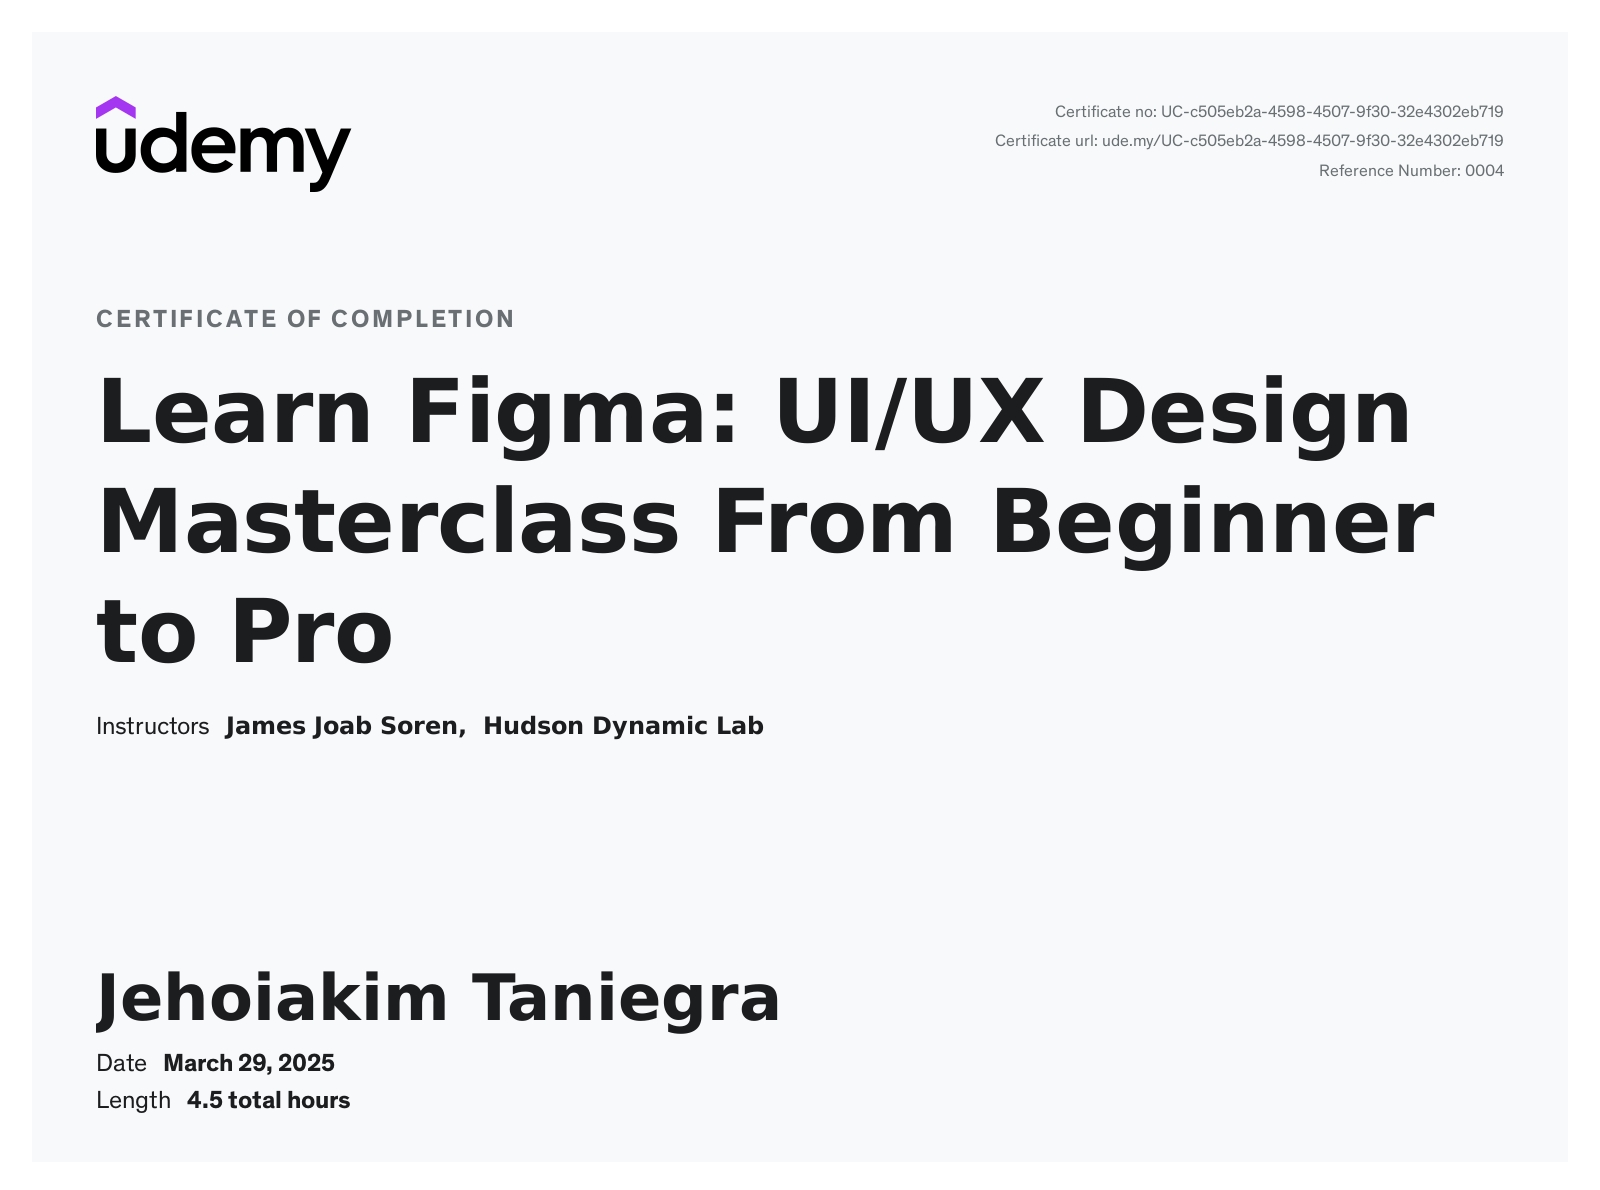 udemy
Certificate no: UC-c505eb2a-4598-4507-9f30-32e4302eb719
Certificate url: ude.my/UC-c505eb2a-4598-4507-9f30-32e4302eb719
Reference Number: 0004
CERTIFICATE OF COMPLETION
Learn Figma: UI/UX Design
Masterclass From Beginner
to Pro
Instructors James Joab Soren, Hudson Dynamic Lab
Jehoiakim Taniegra
Date March 29, 2025
Length 4.5 total hours